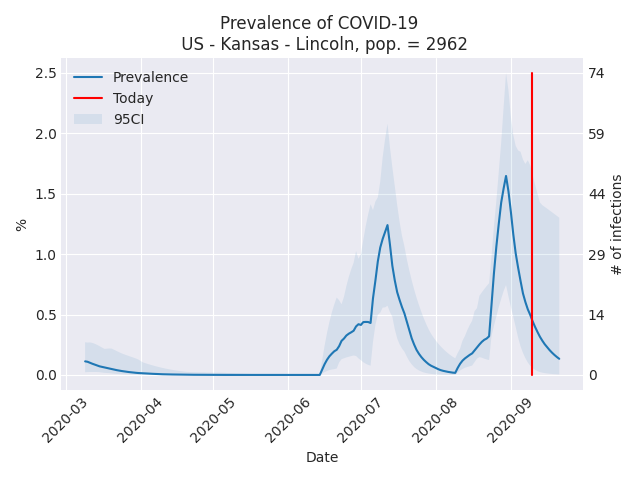 Prevalence of COVID-19
US - Kansas - Lincoln, pop. = 2962
Prevalence
Today
95CI
2.5
2.0
1.5
1.0
0.5
0.0
%
74
59
44
29
14
0
# of infections
2020-03
2020-04
2020-05
2020-06
2020-07
2020-08
2020-09
Date